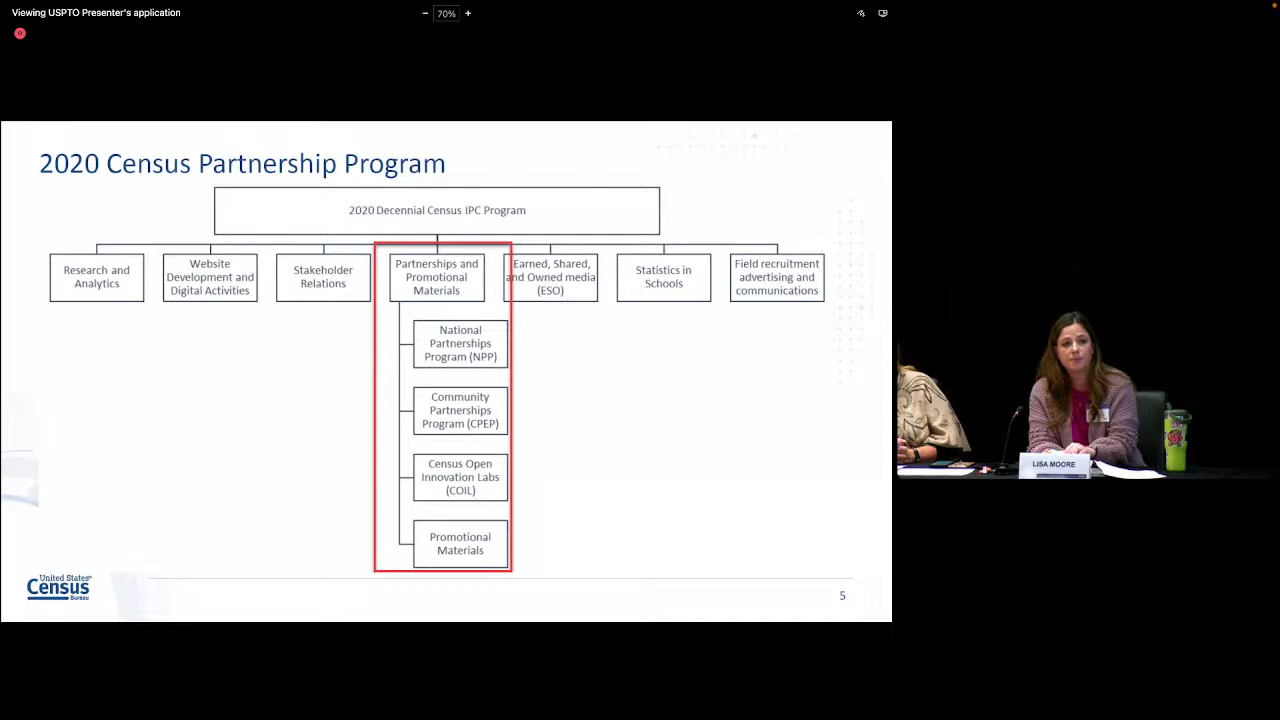 Viewing USPTO Presenter's application
− 70% +
2020 Census Partnership Program
2020 Decennial Census IPC Program
Research and
Analytics
Website
Development and
Digital Activities
Stakeholder
Relations
Partnerships and
Promotional
Materials
Earned, Shared,
and Owned media
(ESO)
Statistics in
Schools
Field recruitment
advertising and
communications
National
Partnerships
Program (NPP)
Community
Partnerships
Program (CPEP)
Census Open
Innovation Labs
(COIL)
Promotional
Materials
United States®
Census
Bureau
5
LISA MOORE